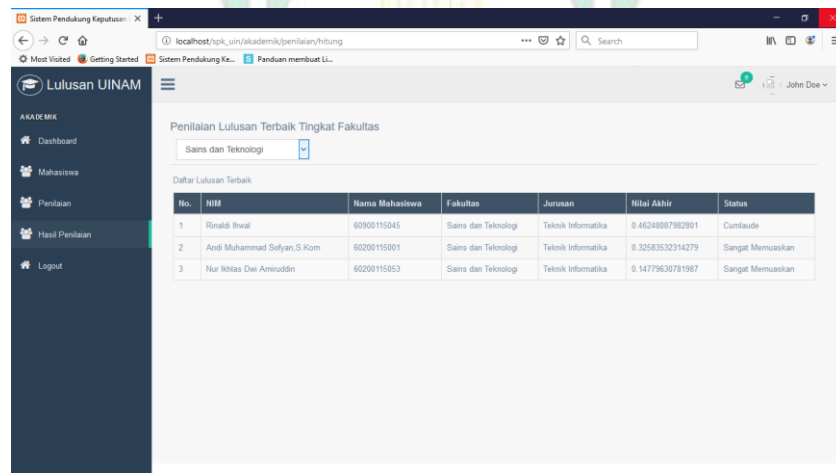 Sistem Pendukung Keputusan
localhost/spk_uin/akademik/penilaian/hitung
Search
Most Visited Getting Started Sistem Pendukung Ke... Panduan membuat Li...
Lulusan UINAM
John Doe
AKADEMIK
Dashboard
Mahasiswa
Penilaian
Hasil Penilaian
Logout
Penilaian Lulusan Terbaik Tingkat Fakultas
Sains dan Teknologi
Daftar Lulusan Terbaik
No. NIM Nama Mahasiswa Fakultas Jurusan Nilai Akhir Status
1 Rinaldi Ihwal 60900115045 Sains dan Teknologi Teknik Informatika 0.46248087982801 Cumlaude
2 Andi Muhammad Sofyan,S.Kom 60200115001 Sains dan Teknologi Teknik Informatika 0.32583532314279 Sangat Memuaskan
3 Nur Ikhlas Dwi Amiruddin 60200115053 Sains dan Teknologi Teknik Informatika 0.14779630781987 Sangat Memuaskan